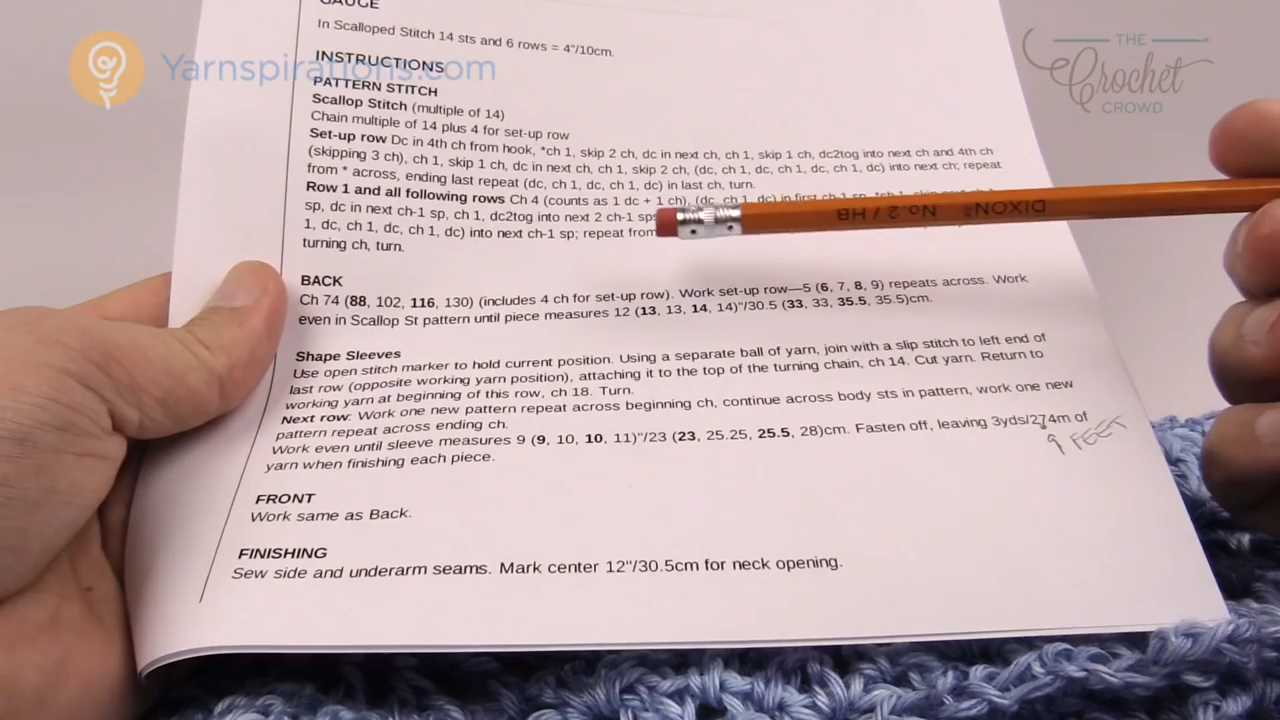 GAUGE
In Scalloped Stitch 14 sts and 6 rows = 4"/10cm.
INSTRUCTIONS
Yarnspirations.com
THE
Crochet
CROWD
PATTERN STITCH
Scallop Stitch (multiple of 14)
Chain multiple of 14 plus 4 for set-up row
Set-up row Dc in 4th ch from hook, *ch 1, skip 2 ch, dc in next ch, ch 1, skip 1 ch, dc2tog into next ch and 4th ch
(skipping 3 ch), ch 1, skip 1 ch, dc in next ch, ch 1, skip 2 ch, (dc, ch 1, dc, ch 1, dc, ch 1, dc) into next ch; repeat
from * across, ending last repeat (dc, ch 1, dc, ch 1, dc) in last ch, turn.
Row 1 and all following rows Ch 4 (counts as 1 dc + 1 ch), (dc, ch 1, dc) in first ch-1 sp, *ch 1, skip next ch-1
sp, dc in next ch-1 sp, ch 1, dc2tog into next 2 ch-1 sps
1, dc, ch 1, dc, ch 1, dc) into next ch-1 sp; repeat from
turning ch, turn.
DIXON No. 2 / HB
BACK
Ch 74 (88, 102, 116, 130) (includes 4 ch for set-up row). Work set-up row—5 (6, 7, 8, 9) repeats across. Work
even in Scallop St pattern until piece measures 12 (13, 13, 14, 14)"/30.5 (33, 33, 35.5, 35.5)cm.
Shape Sleeves
Use open stitch marker to hold current position. Using a separate ball of yarn, join with a slip stitch to left end of
last row (opposite working yarn position), attaching it to the top of the turning chain, ch 14. Cut yarn. Return to
working yarn at beginning of this row, ch 18. Turn.
Next row: Work one new pattern repeat across beginning ch, continue across body sts in pattern, work one new
pattern repeat across ending ch.
Work even until sleeve measures 9 (9, 10, 10, 11)"/23 (23, 25.25, 25.5, 28)cm. Fasten off, leaving 3yds/274m of
yarn when finishing each piece.
9 FEET
FRONT
Work same as Back.
FINISHING
Sew side and underarm seams. Mark center 12"/30.5cm for neck opening.